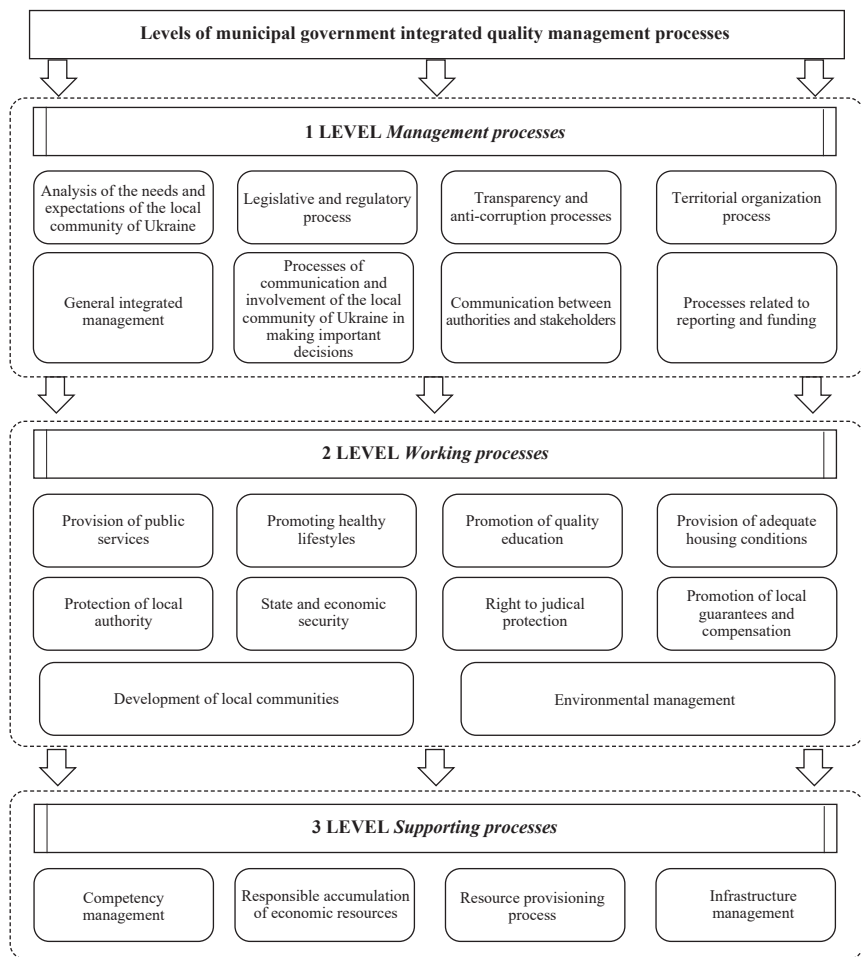 Levels of municipal government integrated quality management processes
1 LEVEL Management processes
Analysis of the needs and
expectations of the local
community of Ukraine
Legislative and regulatory
process
Transparency and
anti-corruption processes
Territorial organization
process
General integrated
management
Processes of
communication and
involvement of the local
community of Ukraine in
making important
decisions
Communication between
authorities and stakeholders
Processes related to
reporting and funding
2 LEVEL Working processes
Provision of public
services
Promoting healthy
lifestyles
Promotion of quality
education
Provision of adequate
housing conditions
Protection of local
authority
State and economic
security
Right to judical
protection
Promotion of local
guarantees and
compensation
Development of local communities
Environmental management
3 LEVEL Supporting processes
Competency
management
Responsible accumulation
of economic resources
Resource provisioning
process
Infrastructure
management